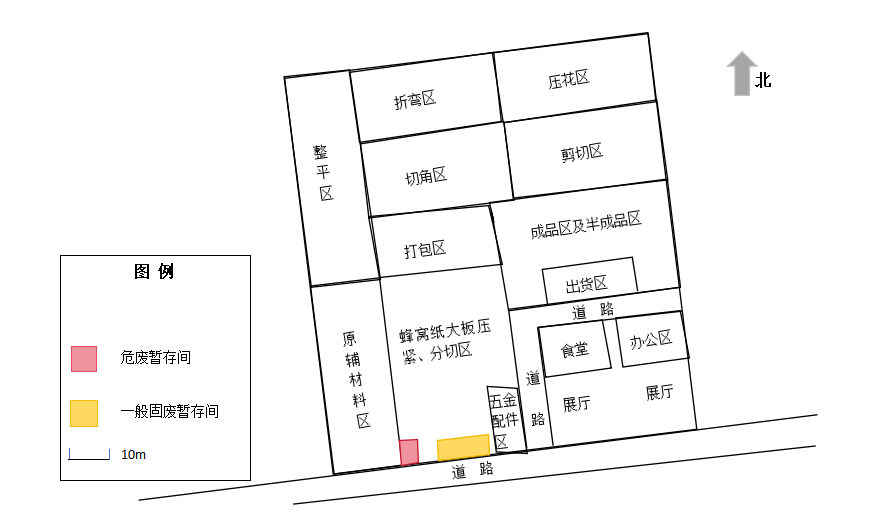 北
压花区
折弯区
整平区
剪切区
切角区
成品区及半成品区
打包区
出货区
道 路
图 例
危废暂存间
一般固废暂存间
10m
原辅材料区
蜂窝纸大板压
紧、分切区
食堂
办公区
道路
展厅
展厅
五金
配件
区
道 路